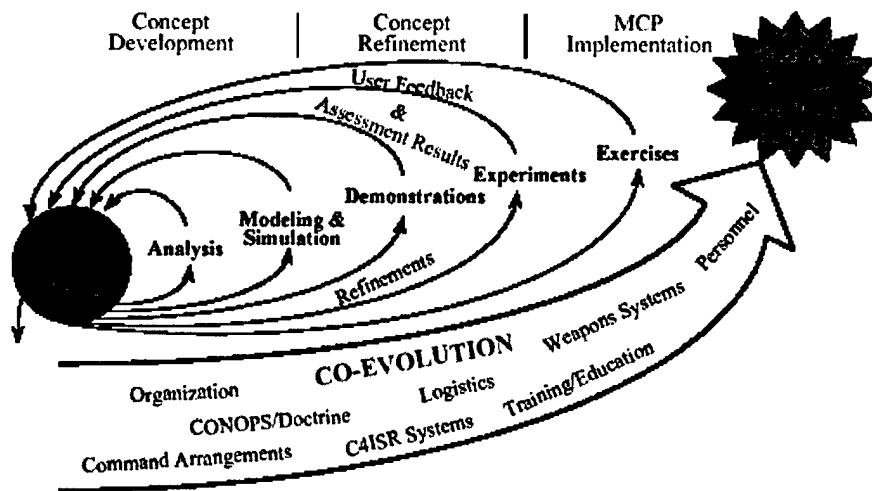 Concept
Development
Concept
Refinement
MCP
Implementation
User Feedback
&
Assessment Results
Exercises
Experiments
Demonstrations
Modeling &
Simulation
Analysis
Refinements
Personnel
Weapons Systems
CO-EVOLUTION
Organization
Logistics
Training/Education
CONOPS/Doctrine
C4ISR Systems
Command Arrangements